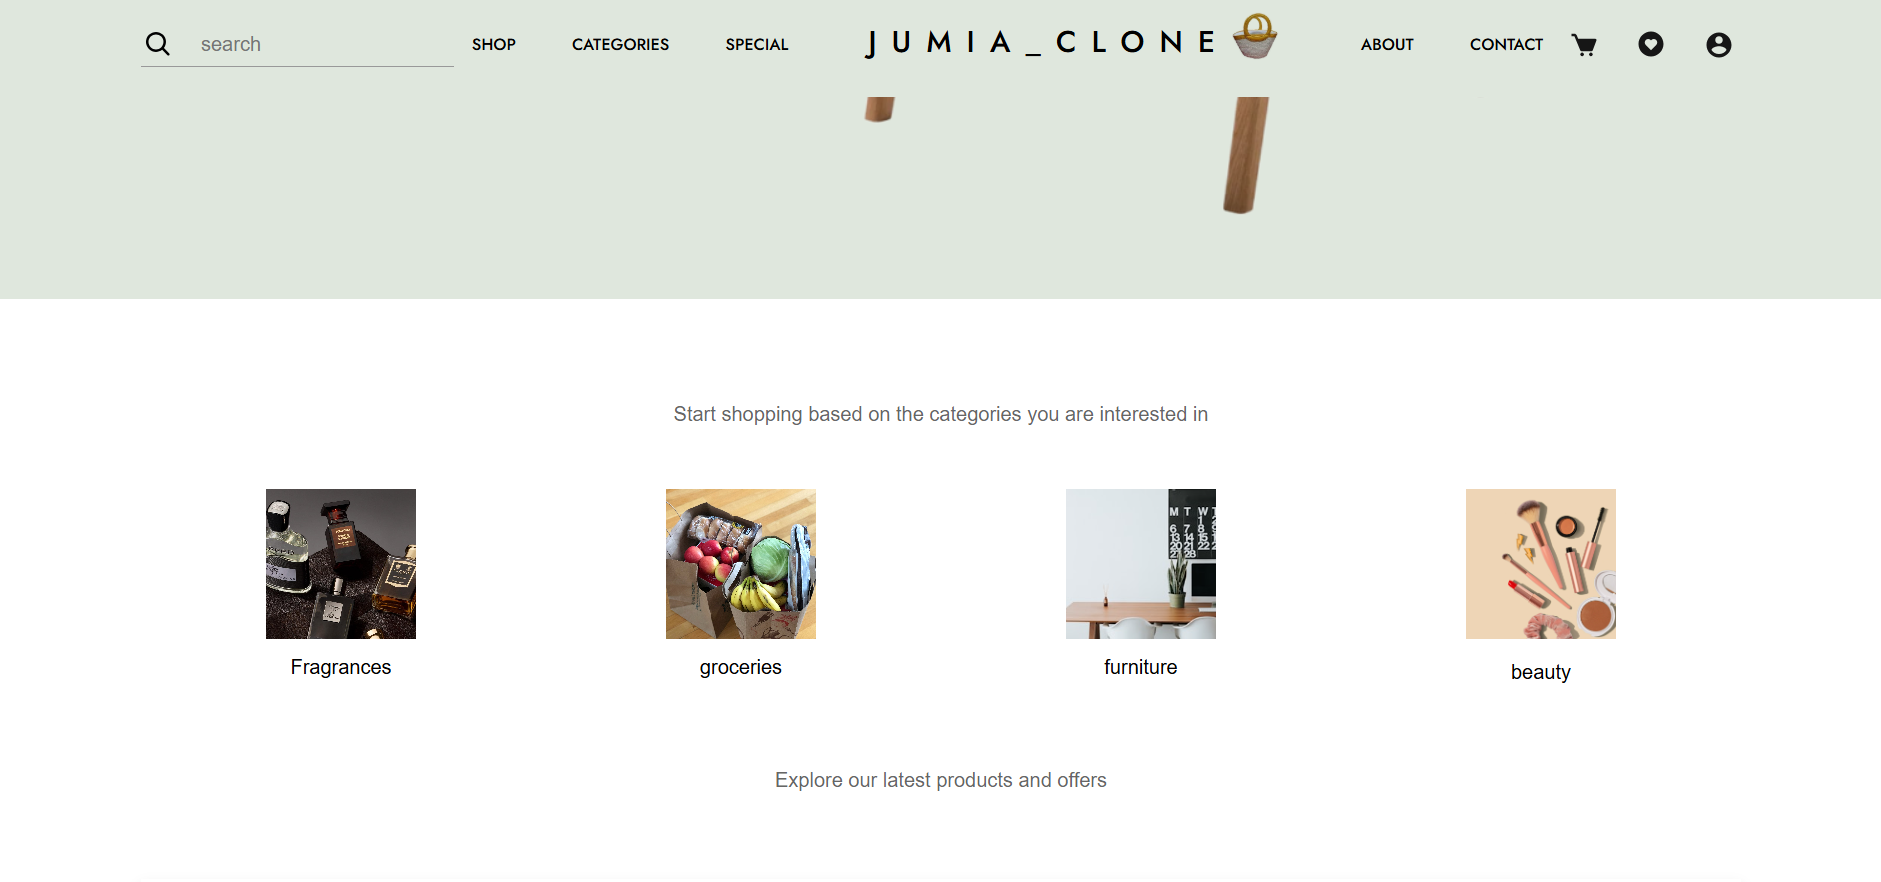 search
SHOP
CATEGORIES
SPECIAL
JUMIA_CLONE
ABOUT
CONTACT
Start shopping based on the categories you are interested in
M T W T
Fragrances
groceries
furniture
beauty
Explore our latest products and offers